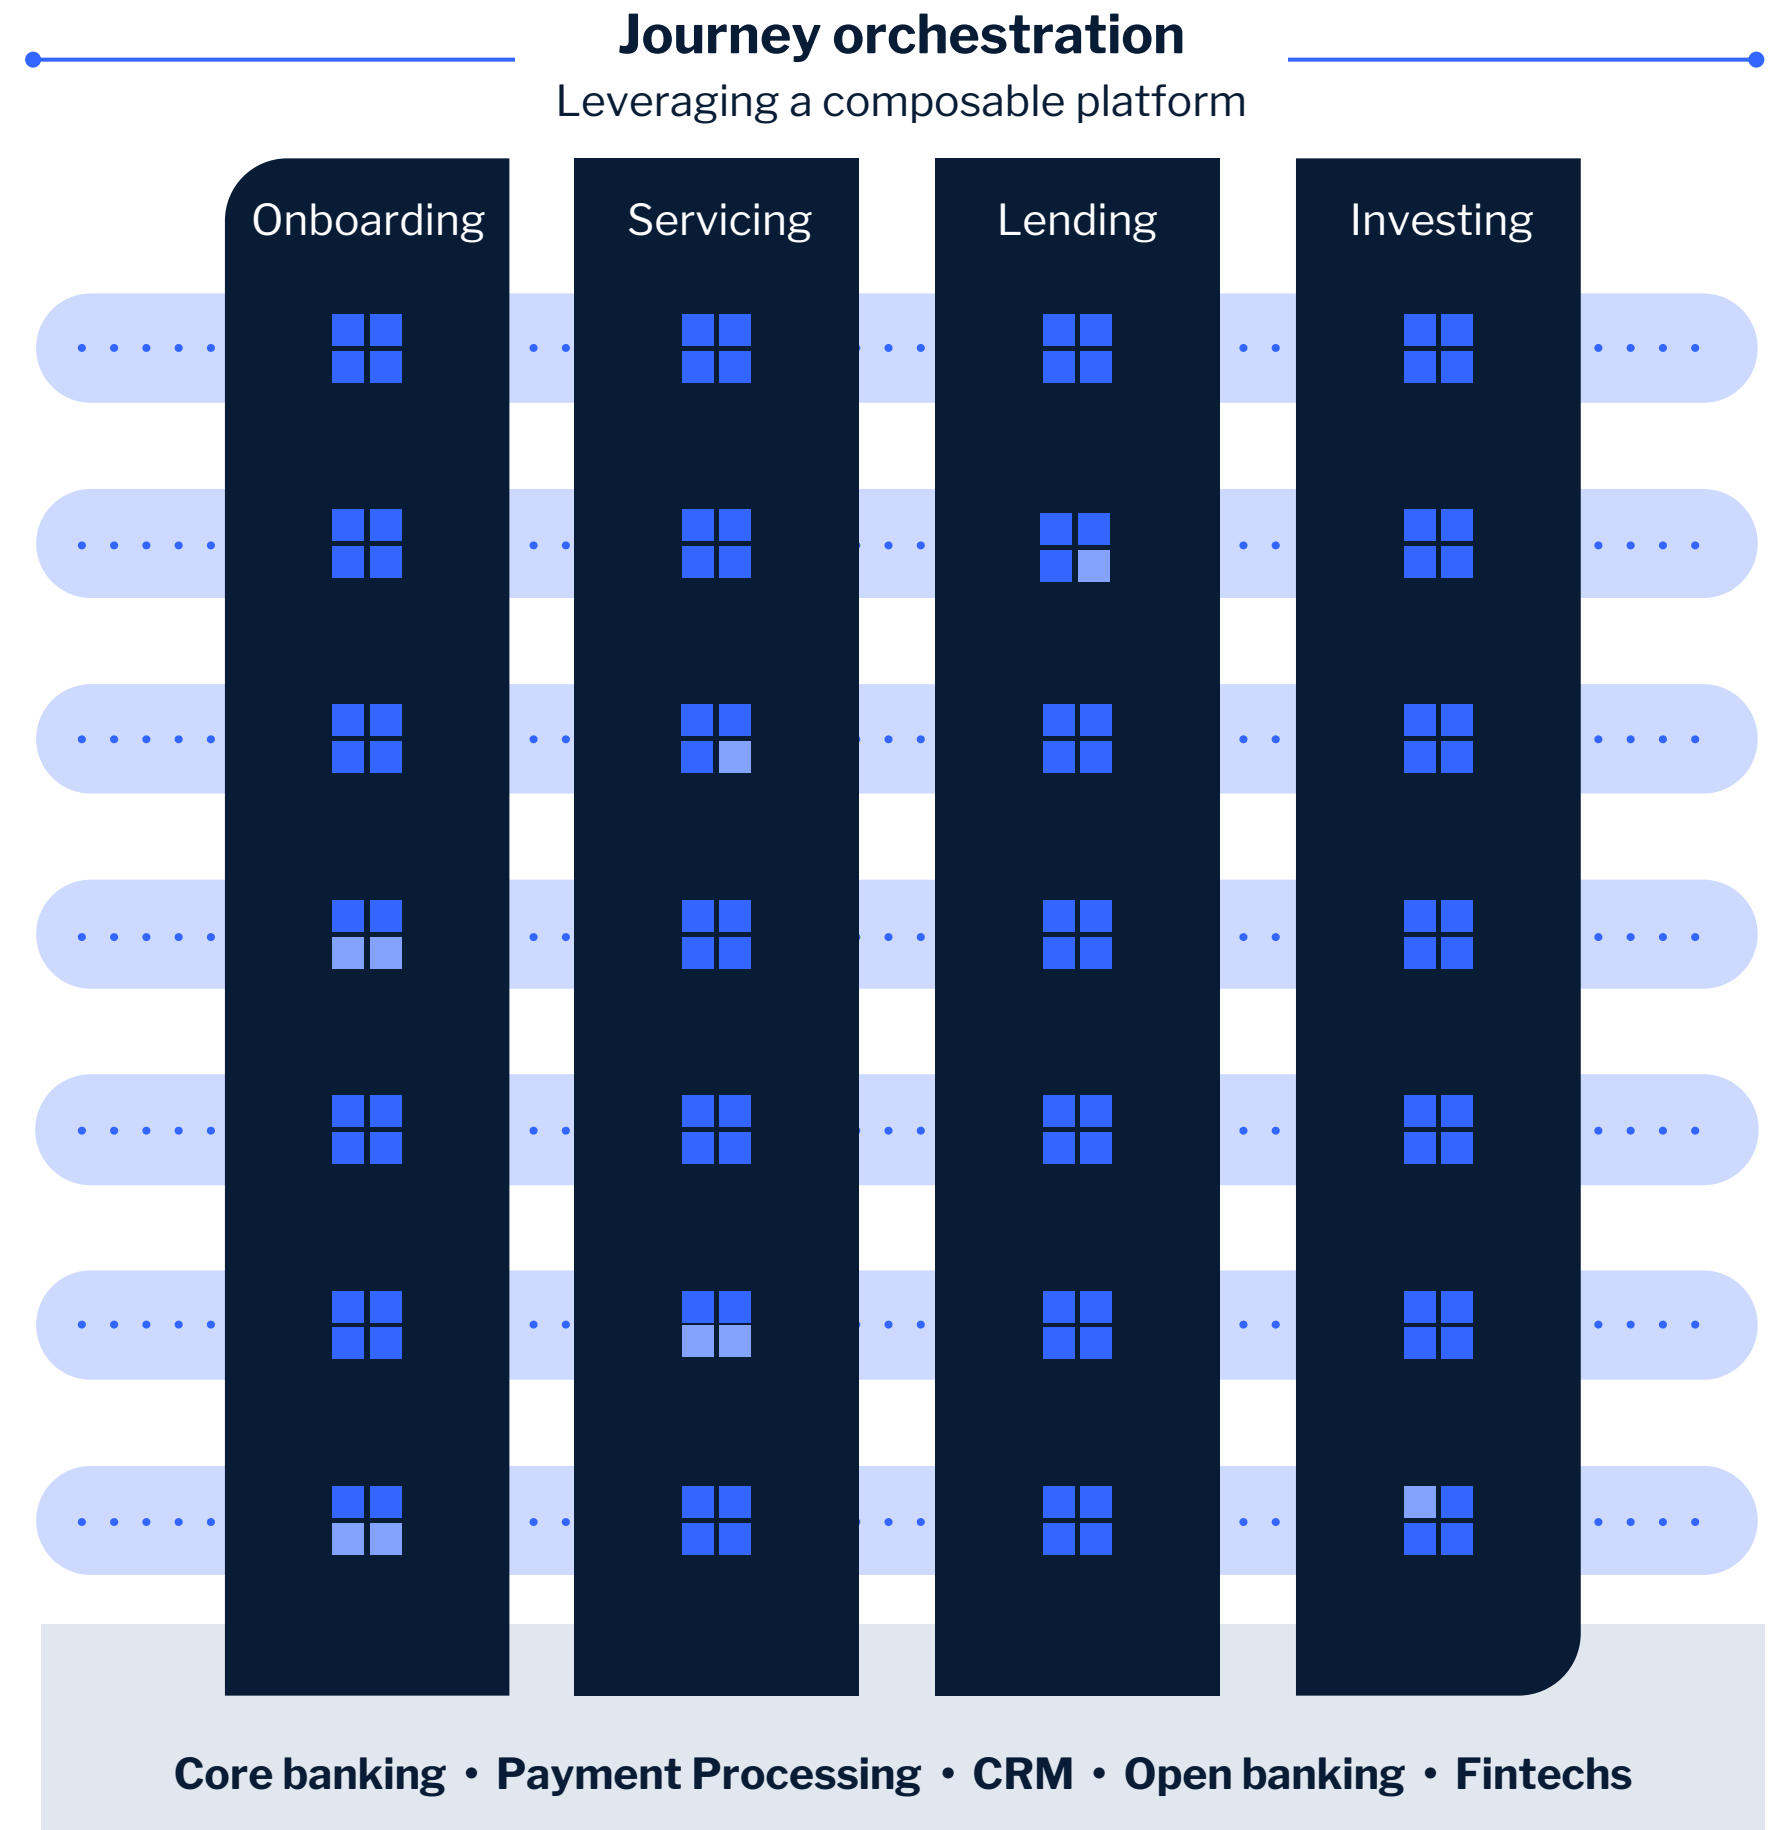 Journey orchestration
Leveraging a composable platform
Onboarding Servicing Lending Investing
Core banking • Payment Processing • CRM • Open banking • Fintechs